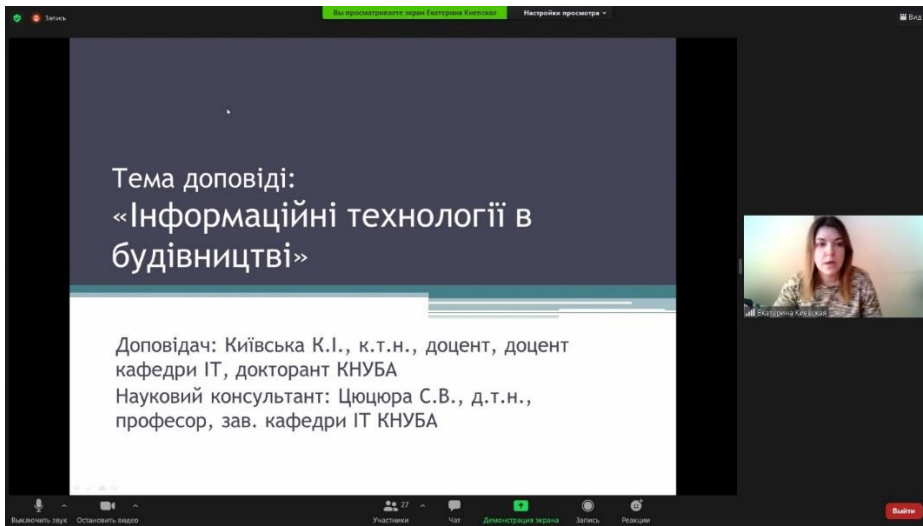 Запись
Вы просматриваете экран Екатерина Киевская
Настройки просмотра
Вид
Тема доповіді:
«Інформаційні технології в
будівництві»
Екатерина Киевская
Доповідач: Київська К.І., к.т.н., доцент, доцент
кафедри ІТ, докторант КНУБА
Науковий консультант: Цюцюра С.В., д.т.н.,
професор, зав. кафедри ІТ КНУБА
Выключить звук
Остановить видео
Участники 27
Чат
Демонстрация экрана
Запись
Реакции
Выйти